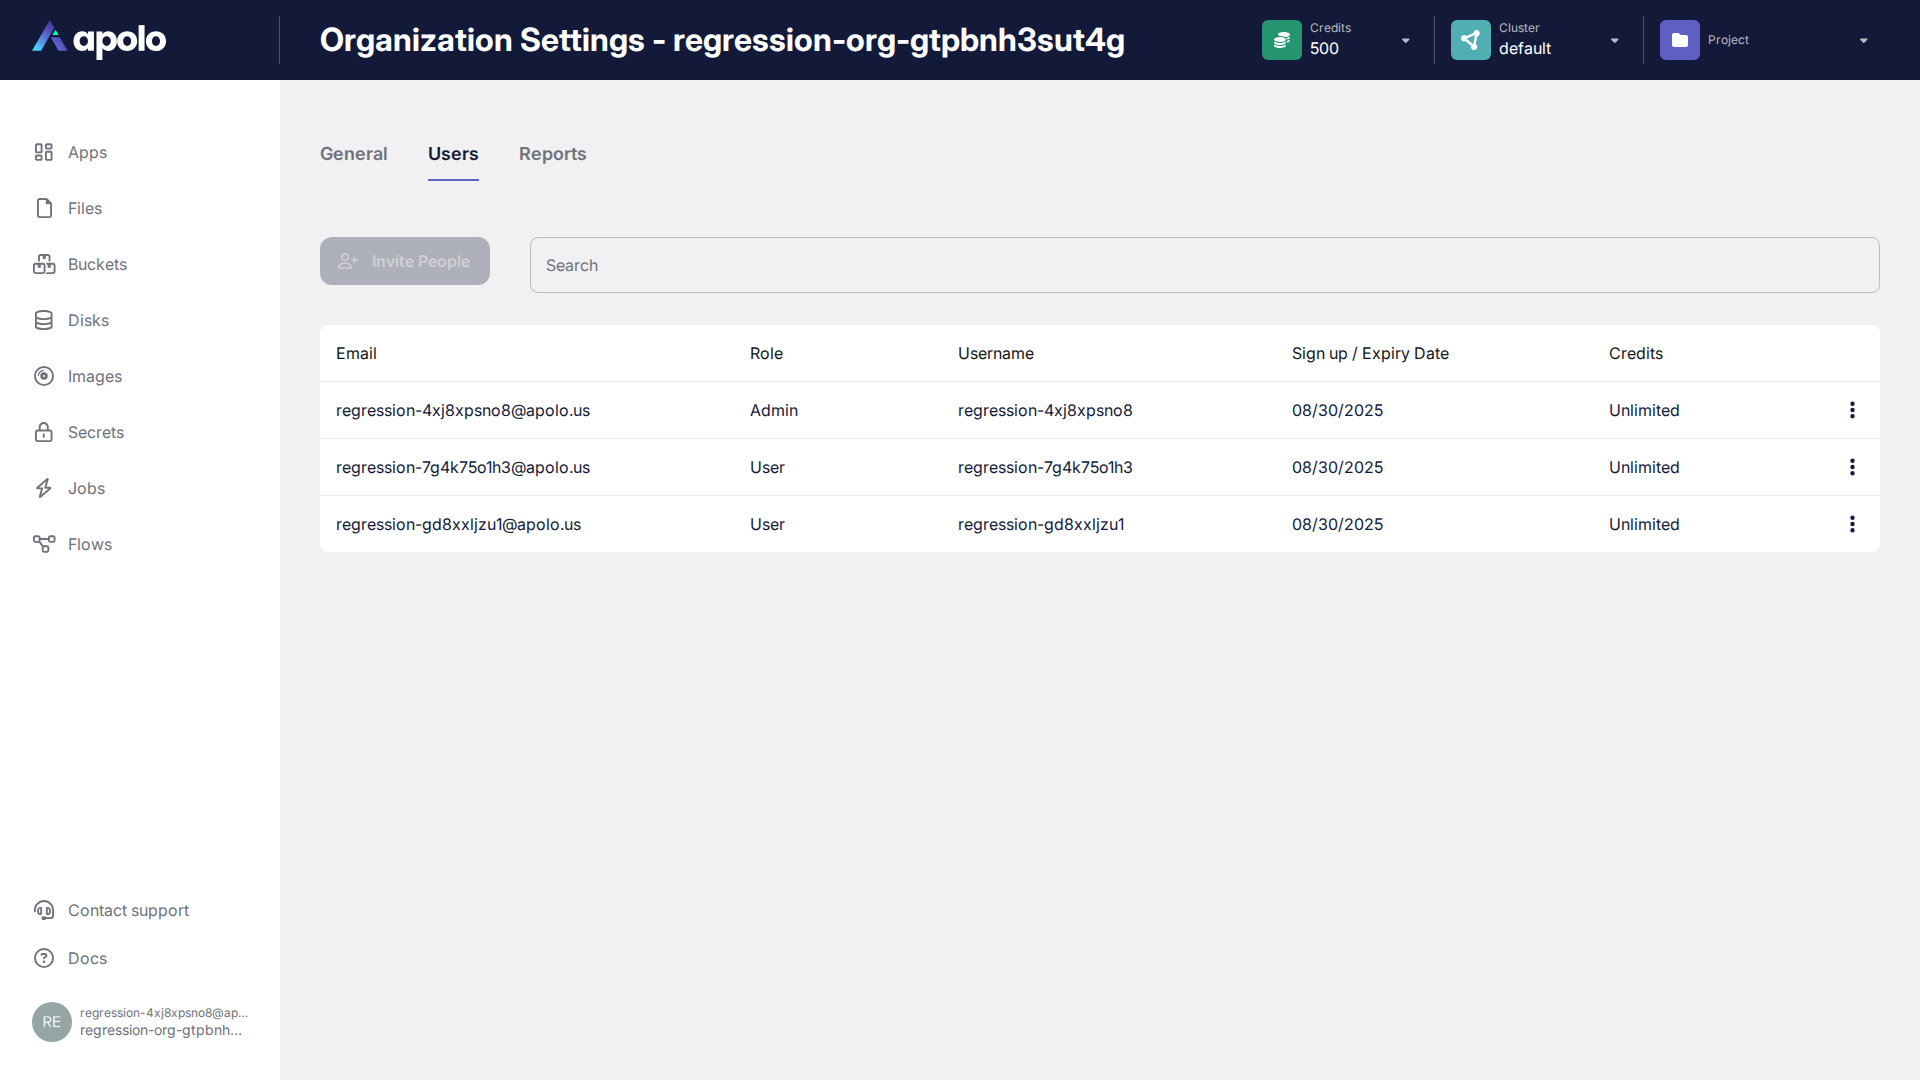 apolo
Organization Settings - regression-org-gtpbnh3sut4g
Credits
500
Cluster
default
Project
Apps
Files
Buckets
Disks
Images
Secrets
Jobs
Flows
General Users Reports
Invite People
Search
Email Role Username Sign up / Expiry Date Credits
regression-4xj8xpsno8@apolo.us Admin regression-4xj8xpsno8 08/30/2025 Unlimited
regression-7g4k75o1h3@apolo.us User regression-7g4k75o1h3 08/30/2025 Unlimited
regression-gd8xxljzu1@apolo.us User regression-gd8xxljzu1 08/30/2025 Unlimited
Contact support
Docs
RE
regression-4xj8xpsno8@ap...
regression-org-gtpbnh...